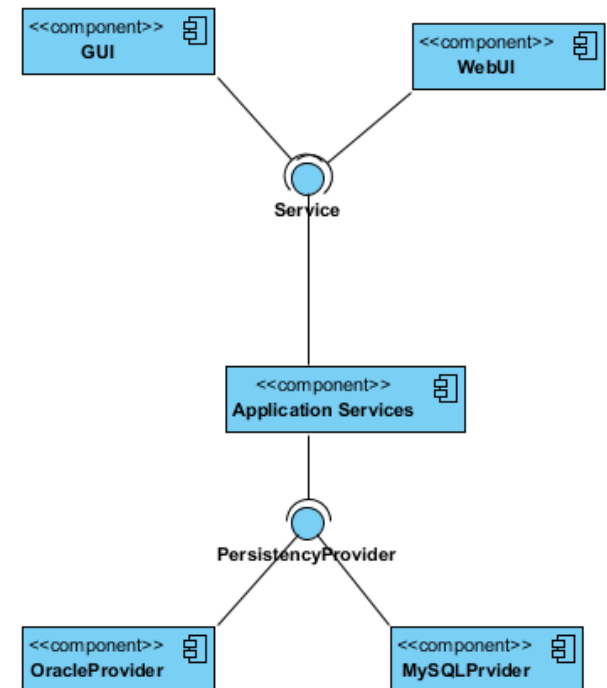 <<component>>
GUI
<<component>>
WebUI
Service
<<component>>
Application Services
PersistencyProvider
<<component>>
OracleProvider
<<component>>
MySQLPrvider